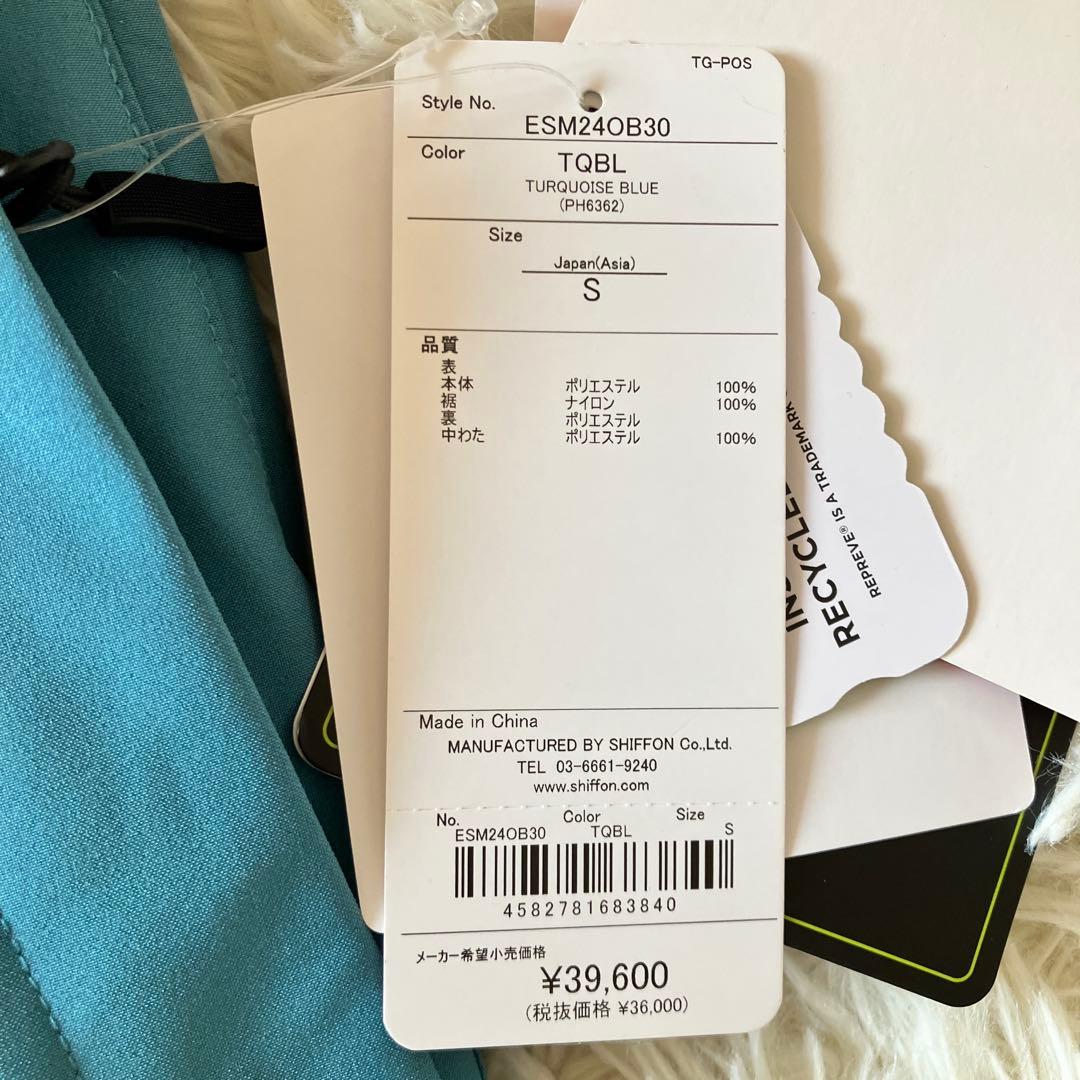 TG-POS
Style No.
ESM24OB30
Color
TQBL
TURQUOISE BLUE
(PH6362)
Size
Japan(Asia)
S
品質
表
本体 ポリエステル 100%
裾 ナイロン 100%
裏 ポリエステル
中わた ポリエステル 100%
Made in China
MANUFACTURED BY SHIFFON Co.,Ltd.
TEL 03-6661-9240
www.shiffon.com
No. Color Size
ESM24OB30 TQBL S
4582781683840
メーカー希望小売価格
¥39,600
(税抜価格 ¥36,000)
RECYCLE
REPREVE® IS A TRADEMARK